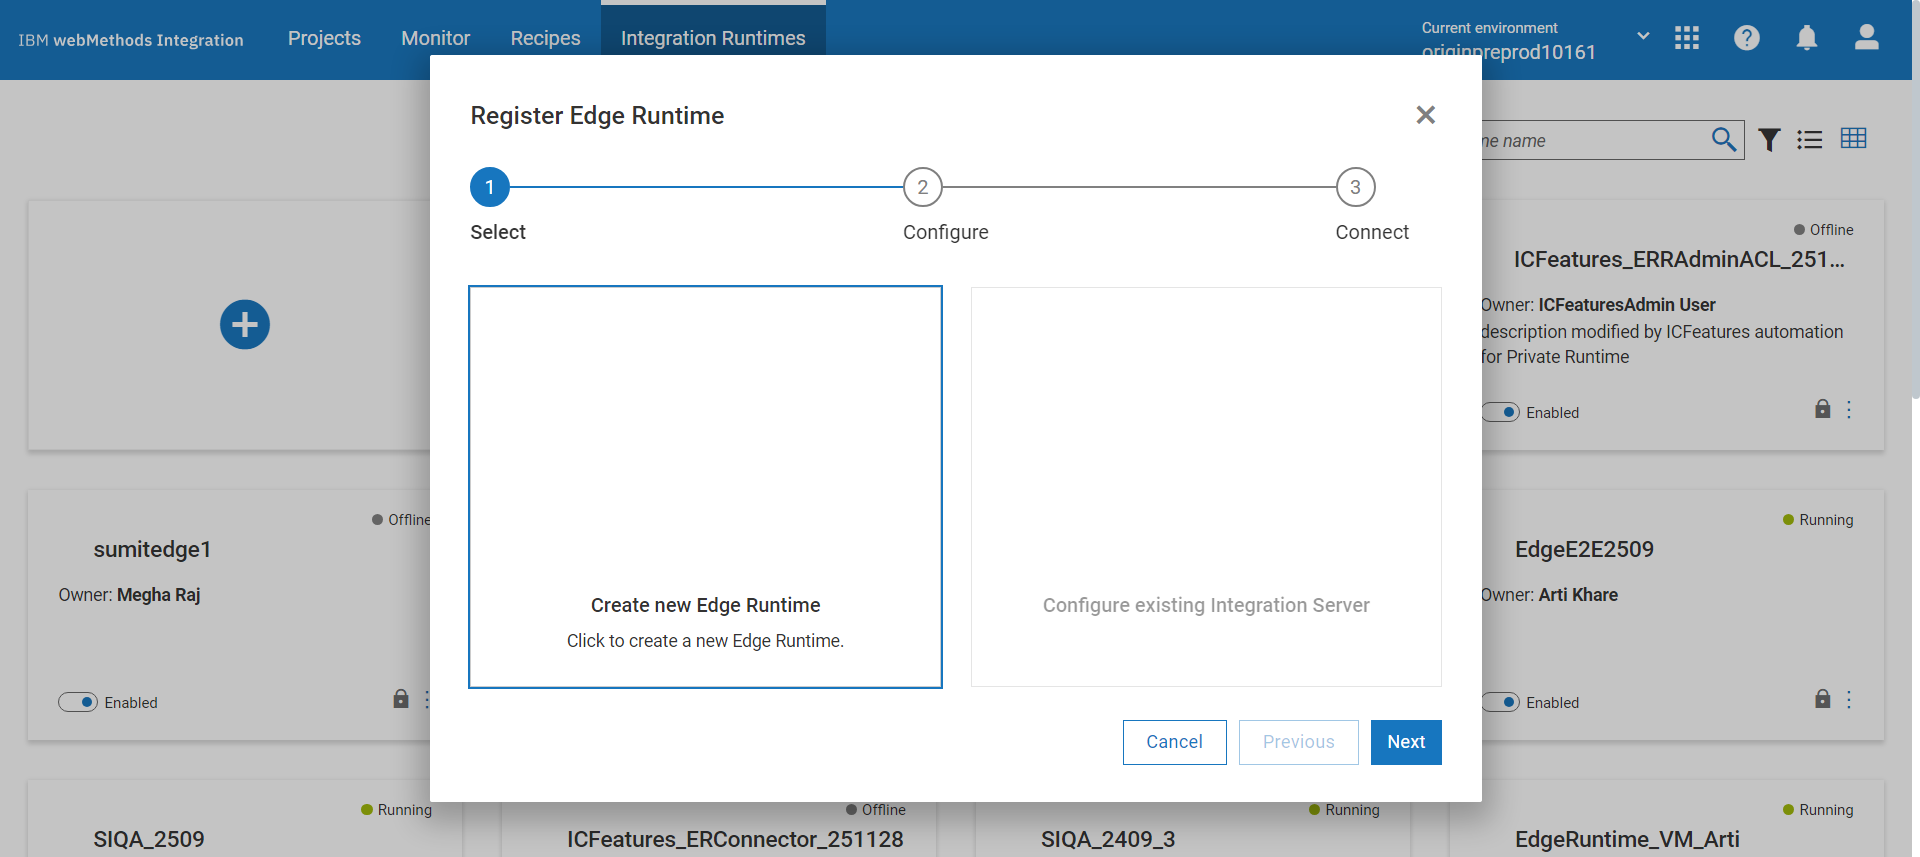 IBM webMethods Integration
Projects
Monitor
Recipes
Integration Runtimes
Current environment
originpreprod10161
Register Edge Runtime
1
2
3
Select
Configure
Connect
Create new Edge Runtime
Click to create a new Edge Runtime.
Configure existing Integration Server
Cancel
Previous
Next
name
Offline
ICFeatures_ERRAdminACL_251...
Owner: ICFeaturesAdmin User
description modified by ICFeatures automation
for Private Runtime
Enabled
Offline
sumitedge1
Owner: Megha Raj
Enabled
Running
EdgeE2E2509
Owner: Arti Khare
Enabled
Running
SIQA_2509
Offline
ICFeatures_ERConnector_251128
Running
SIQA_2409_3
Running
EdgeRuntime_VM_Arti